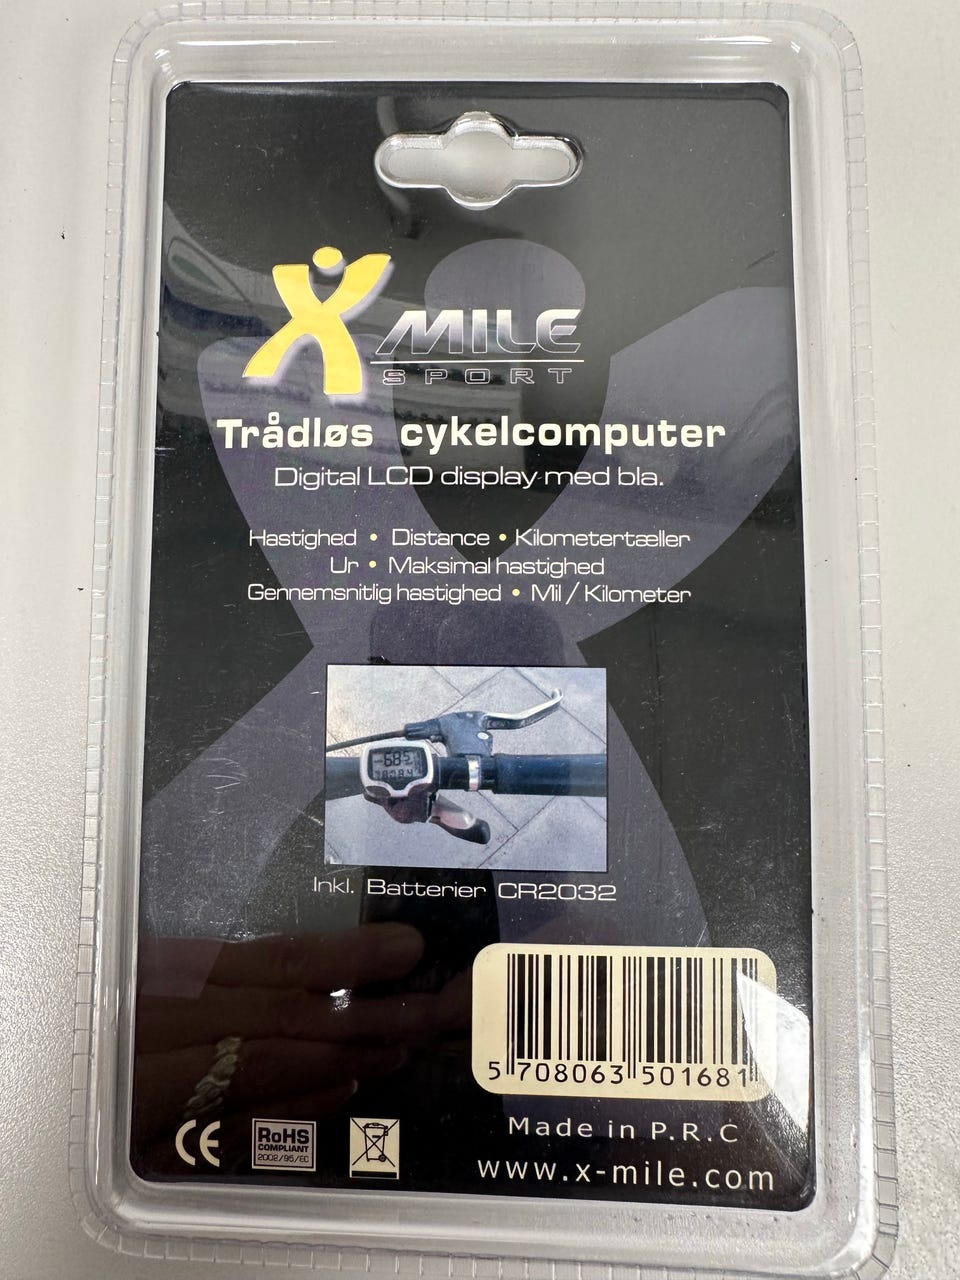 X MILE
SPORT
Trådløs cykelcomputer
Digital LCD display med bla.
Hastighed • Distance • Kilometertæller
Ur • Maksimal hastighed
Gennemsnitlig hastighed • Mil / Kilometer
Inkl. Batterier CR2032
5 708063 501681
CE
RoHS
COMPLIANT
2002/95/EC
Made in P.R.C
www.x-mile.com